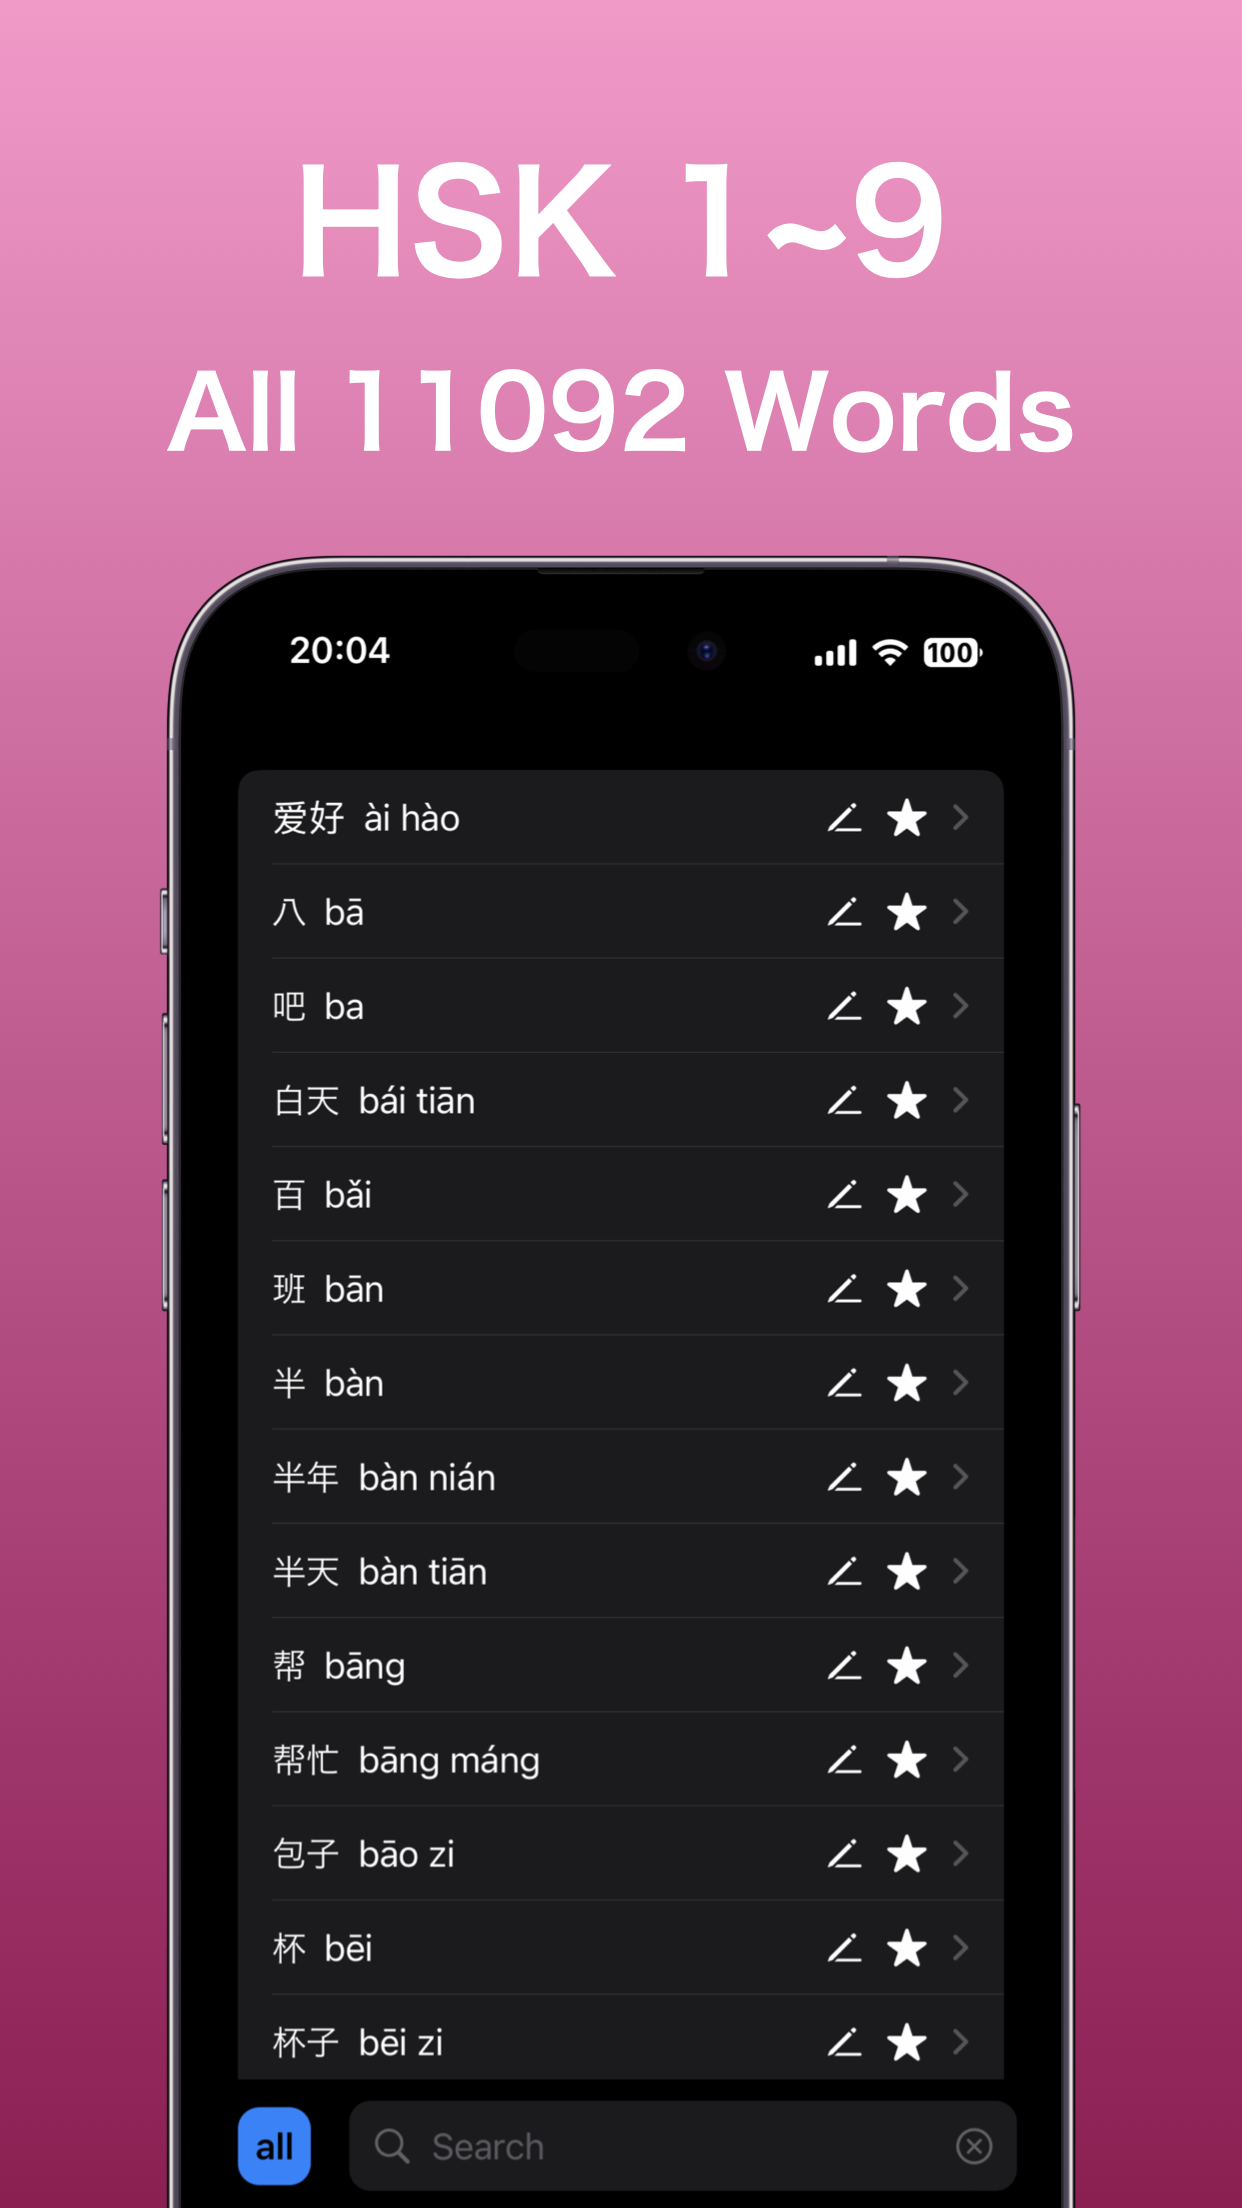 HSK 1~9
All 11092 Words
20:04 100
爱好 ài hào
八 bā
吧 ba
白天 bái tiān
百 bǎi
班 bān
半 bàn
半年 bàn nián
半天 bàn tiān
帮 bāng
帮忙 bāng máng
包子 bāo zi
杯 bēi
杯子 bēi zi
all Search